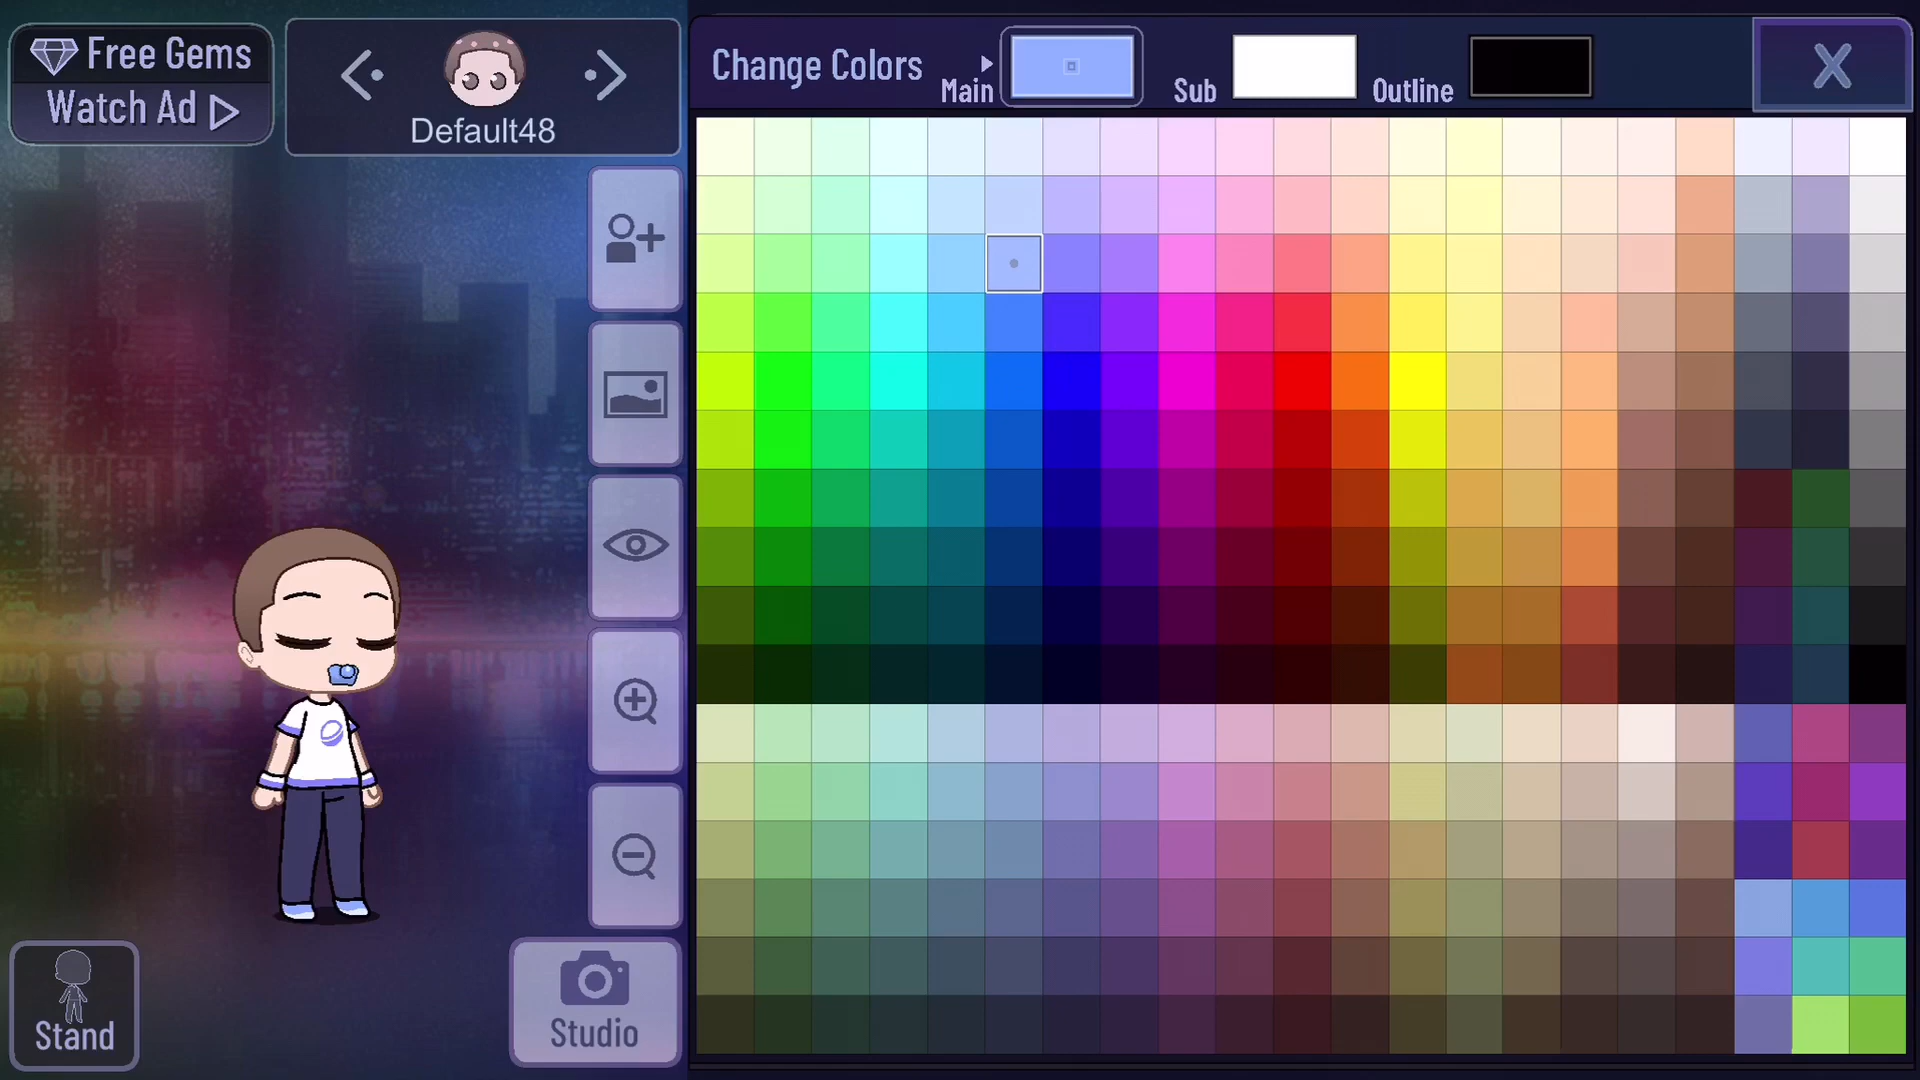 Free Gems
Watch Ad
Default48
Change Colors
Main
Sub
Outline
X
Stand
Studio